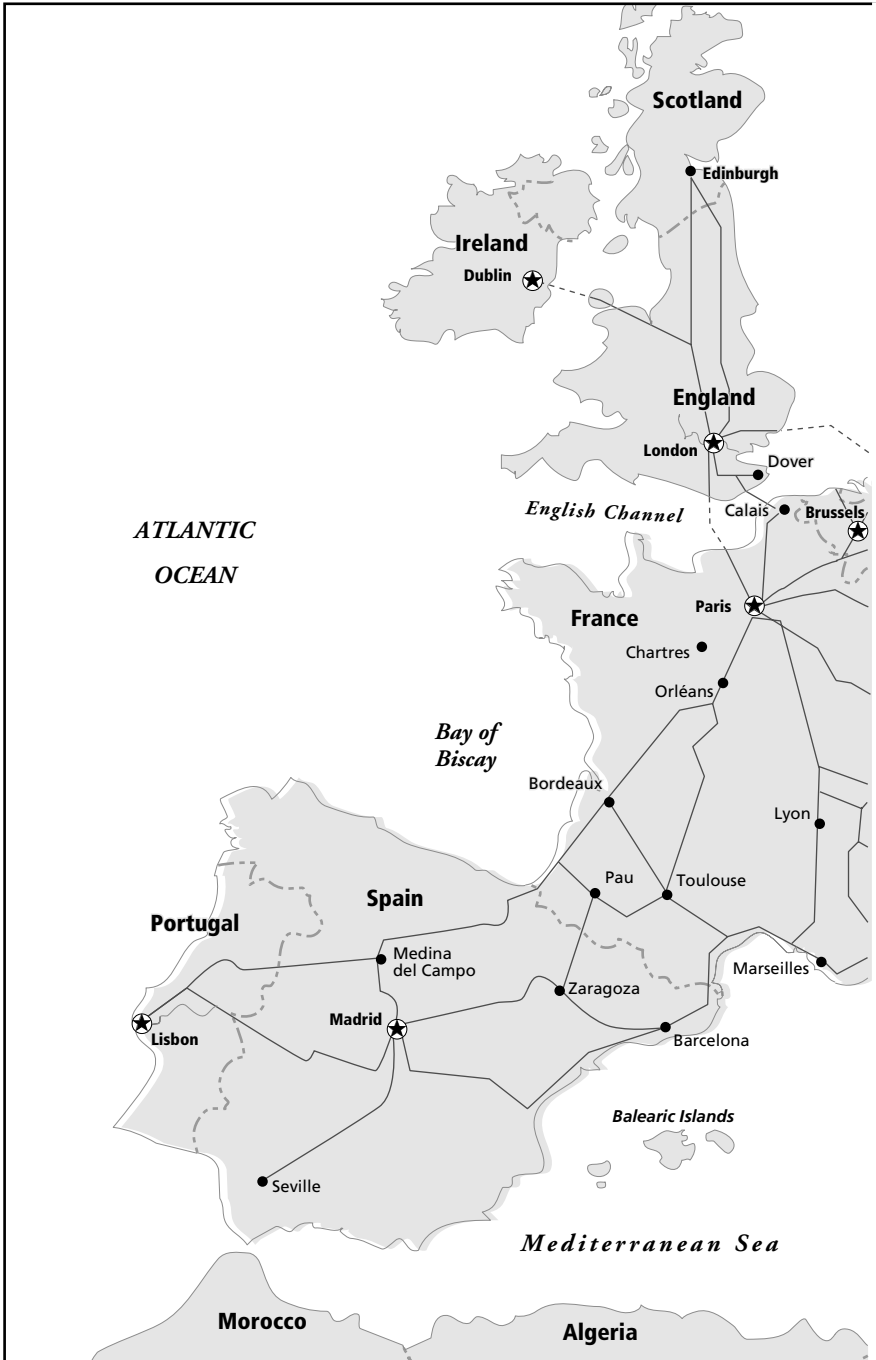 Scotland
Edinburgh
Ireland
Dublin
England
London
Dover
English Channel
Calais
Brussels
ATLANTIC
OCEAN
Paris
France
Chartres
Orléans
Bay of
Biscay
Bordeaux
Lyon
Pau
Toulouse
Spain
Portugal
Medina
del Campo
Marseilles
Zaragoza
Madrid
Lisbon
Barcelona
Balearic Islands
Seville
Mediterranean Sea
Morocco
Algeria